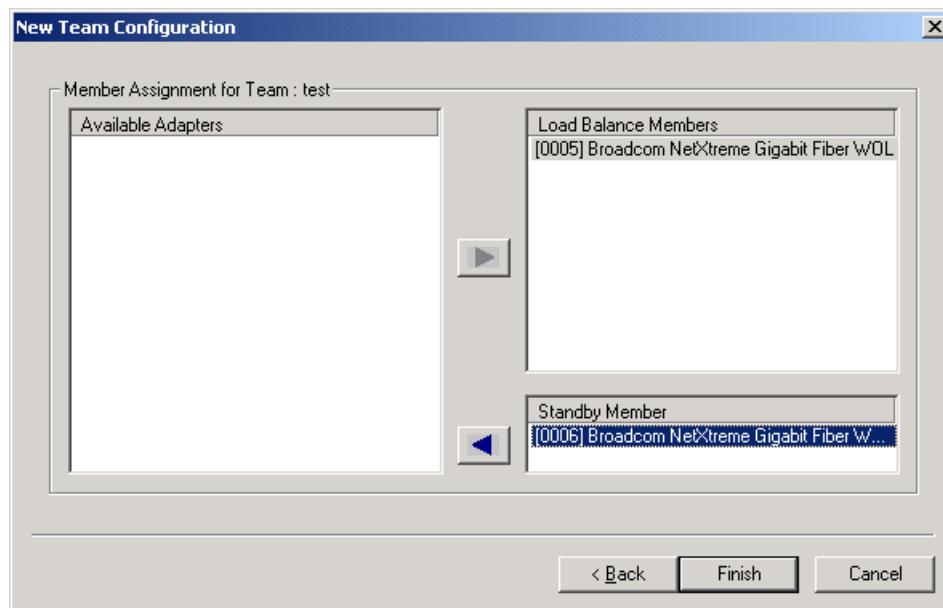 New Team Configuration
Member Assignment for Team : test
Available Adapters
Load Balance Members
[0005] Broadcom NetXtreme Gigabit Fiber WOL
Standby Member
[0006] Broadcom NetXtreme Gigabit Fiber W...
< Back
Finish
Cancel